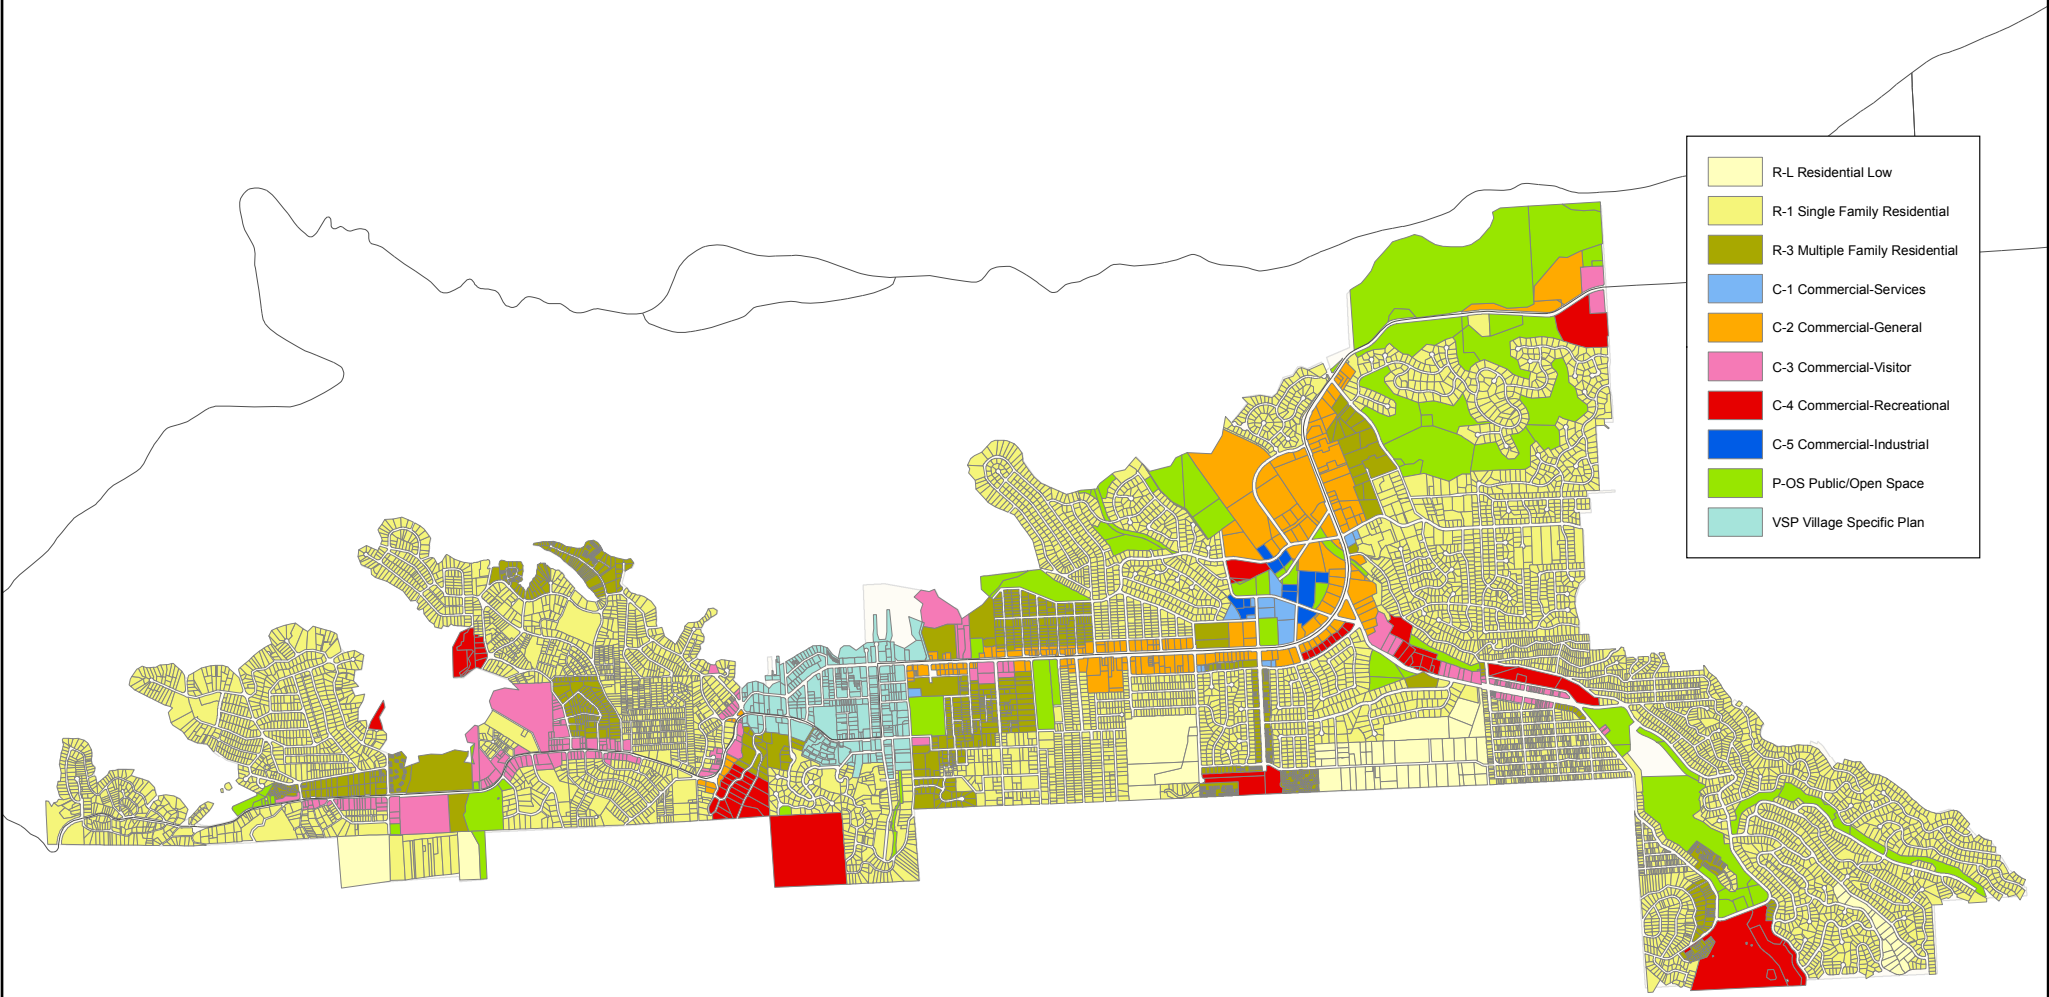 R-L Residential Low
R-1 Single Family Residential
R-3 Multiple Family Residential
C-1 Commercial-Services
C-2 Commercial-General
C-3 Commercial-Visitor
C-4 Commercial-Recreational
C-5 Commercial-Industrial
P-OS Public/Open Space
VSP Village Specific Plan